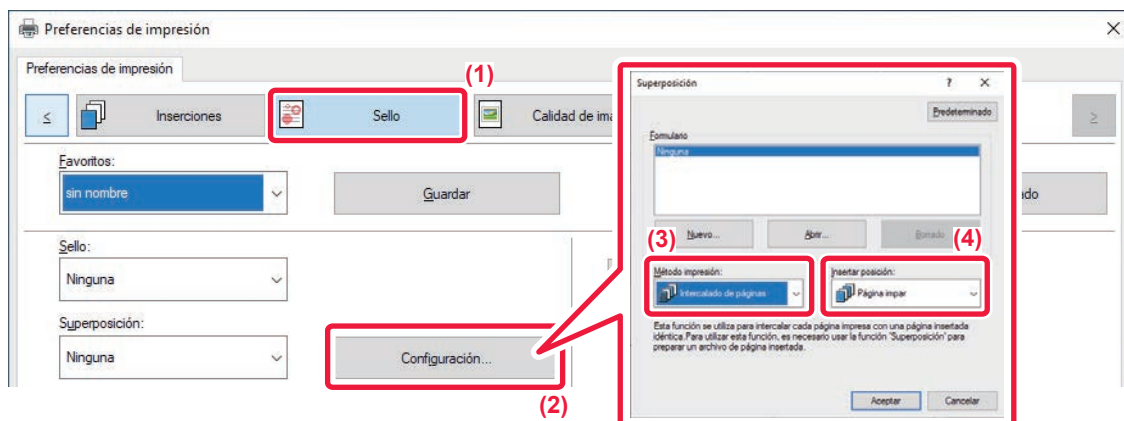 Preferencias de impresión
Preferencias de impresión
(1)
Inserciones
Sello
Calidad de ima
Favoritos:
sin nombre
Guardar
do
Sello:
Ninguna
Superposición:
Ninguna
Configuración...
(2)
Superposición
? X
Predeterminado
Formulario
Ninguna
Nuevo...
Abrir...
Borrado
(3)
(4)
Método impresión:
Insertar posición:
Intercalado de páginas
Página impar
Esta función se utiliza para intercalar cada página impresa con una página insertada
idéntica.Para utilizar esta función, es necesario usar la función 'Superposición' para
preparar un archivo de página insertada.
Aceptar
Cancelar